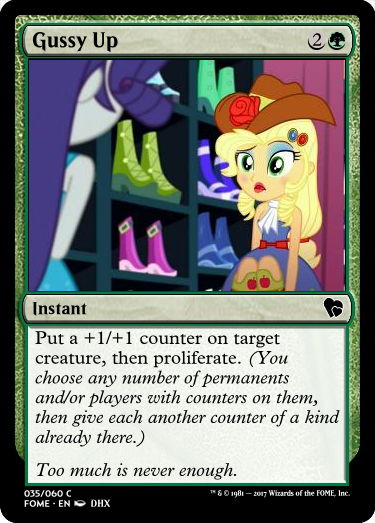 Gussy Up 2
Instant
Put a +1/+1 counter on target
creature, then proliferate. (You
choose any number of permanents
and/or players with counters on them,
then give each another counter of a kind
already there.)
Too much is never enough.
035/060 C
FOME • EN DHX
™ & © 1981 — 2017 Wizards of the FOME, Inc.